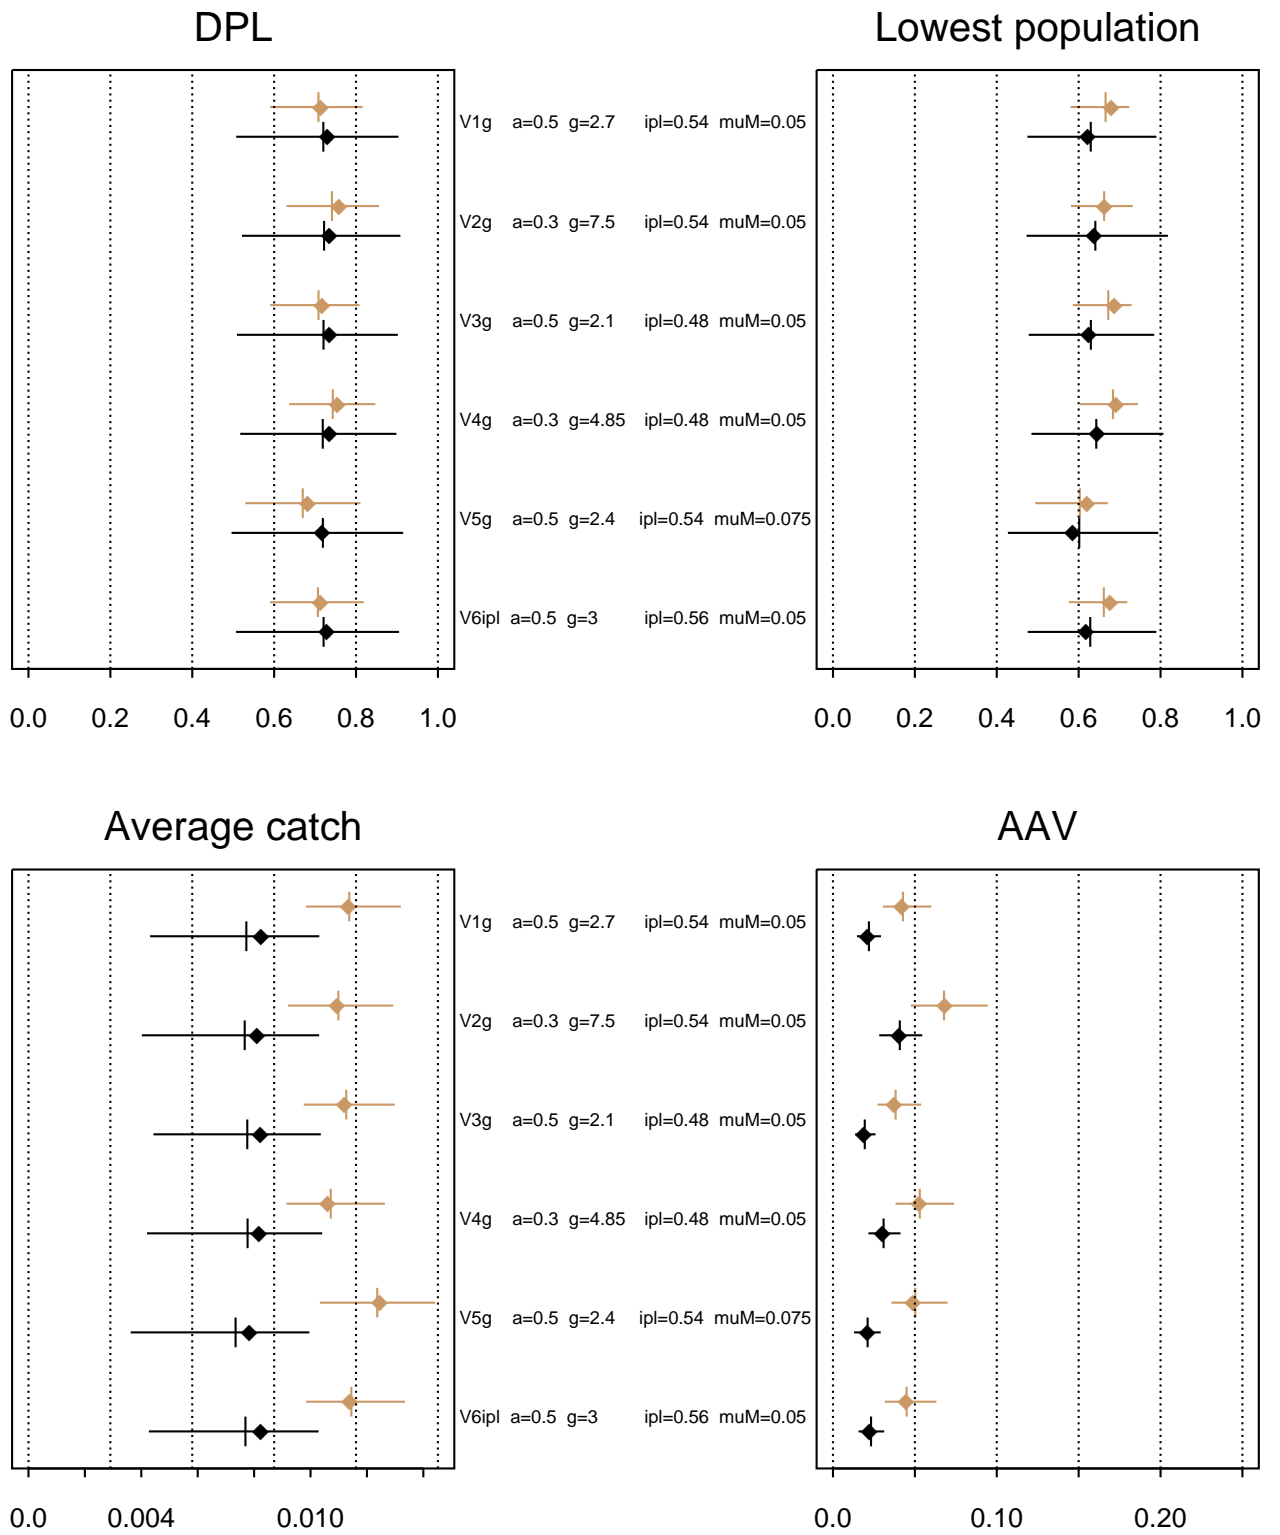 DPL
Lowest population
V1g a=0.5 g=2.7 ipl=0.54 muM=0.05
V2g a=0.3 g=7.5 ipl=0.54 muM=0.05
V3g a=0.5 g=2.1 ipl=0.48 muM=0.05
V4g a=0.3 g=4.85 ipl=0.48 muM=0.05
V5g a=0.5 g=2.4 ipl=0.54 muM=0.075
V6ipl a=0.5 g=3 ipl=0.56 muM=0.05
0.0 0.2 0.4 0.6 0.8 1.0
0.0 0.2 0.4 0.6 0.8 1.0
Average catch
AAV
V1g a=0.5 g=2.7 ipl=0.54 muM=0.05
V2g a=0.3 g=7.5 ipl=0.54 muM=0.05
V3g a=0.5 g=2.1 ipl=0.48 muM=0.05
V4g a=0.3 g=4.85 ipl=0.48 muM=0.05
V5g a=0.5 g=2.4 ipl=0.54 muM=0.075
V6ipl a=0.5 g=3 ipl=0.56 muM=0.05
0.0 0.004 0.010
0.0 0.10 0.20